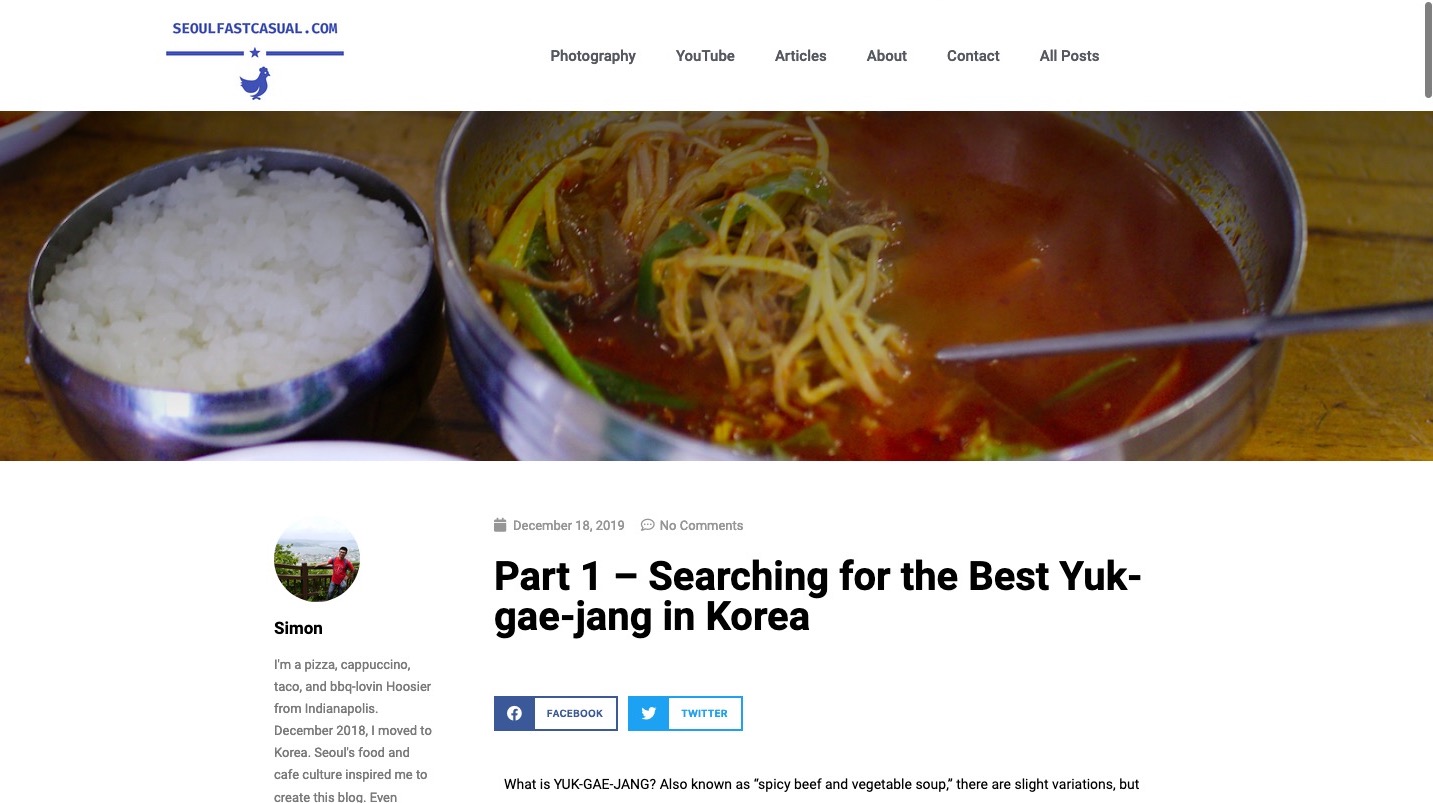 SEOULFASTCASUAL.COM
Photography YouTube Articles About Contact All Posts
December 18, 2019 No Comments
Part 1 – Searching for the Best Yuk-
gae-jang in Korea
FACEBOOK TWITTER
Simon
I'm a pizza, cappuccino,
taco, and bbq-lovin Hoosier
from Indianapolis.
December 2018, I moved to
Korea. Seoul's food and
cafe culture inspired me to
create this blog. Even
What is YUK-GAE-JANG? Also known as “spicy beef and vegetable soup,” there are slight variations, but